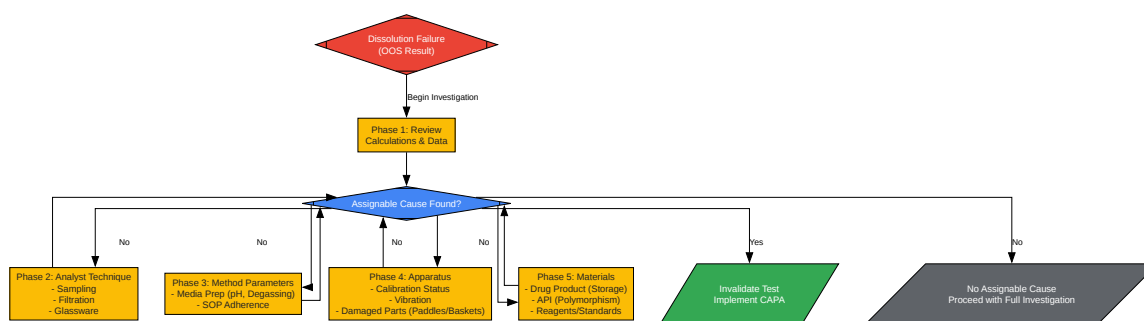 Dissolution Failure
(OOS Result)
Begin Investigation
Phase 1: Review
Calculations & Data
Assignable Cause Found?
No
No
No
No
Yes
No
Phase 2: Analyst Technique
- Sampling
- Filtration
- Glassware
Phase 3: Method Parameters
- Media Prep (pH, Degassing)
- SOP Adherence
Phase 4: Apparatus
- Calibration Status
- Vibration
- Damaged Parts (Paddles/Baskets)
Phase 5: Materials
- Drug Product (Storage)
- API (Polymorphism)
- Reagents/Standards
Invalidate Test
Implement CAPA
No Assignable Cause
Proceed with Full Investigation